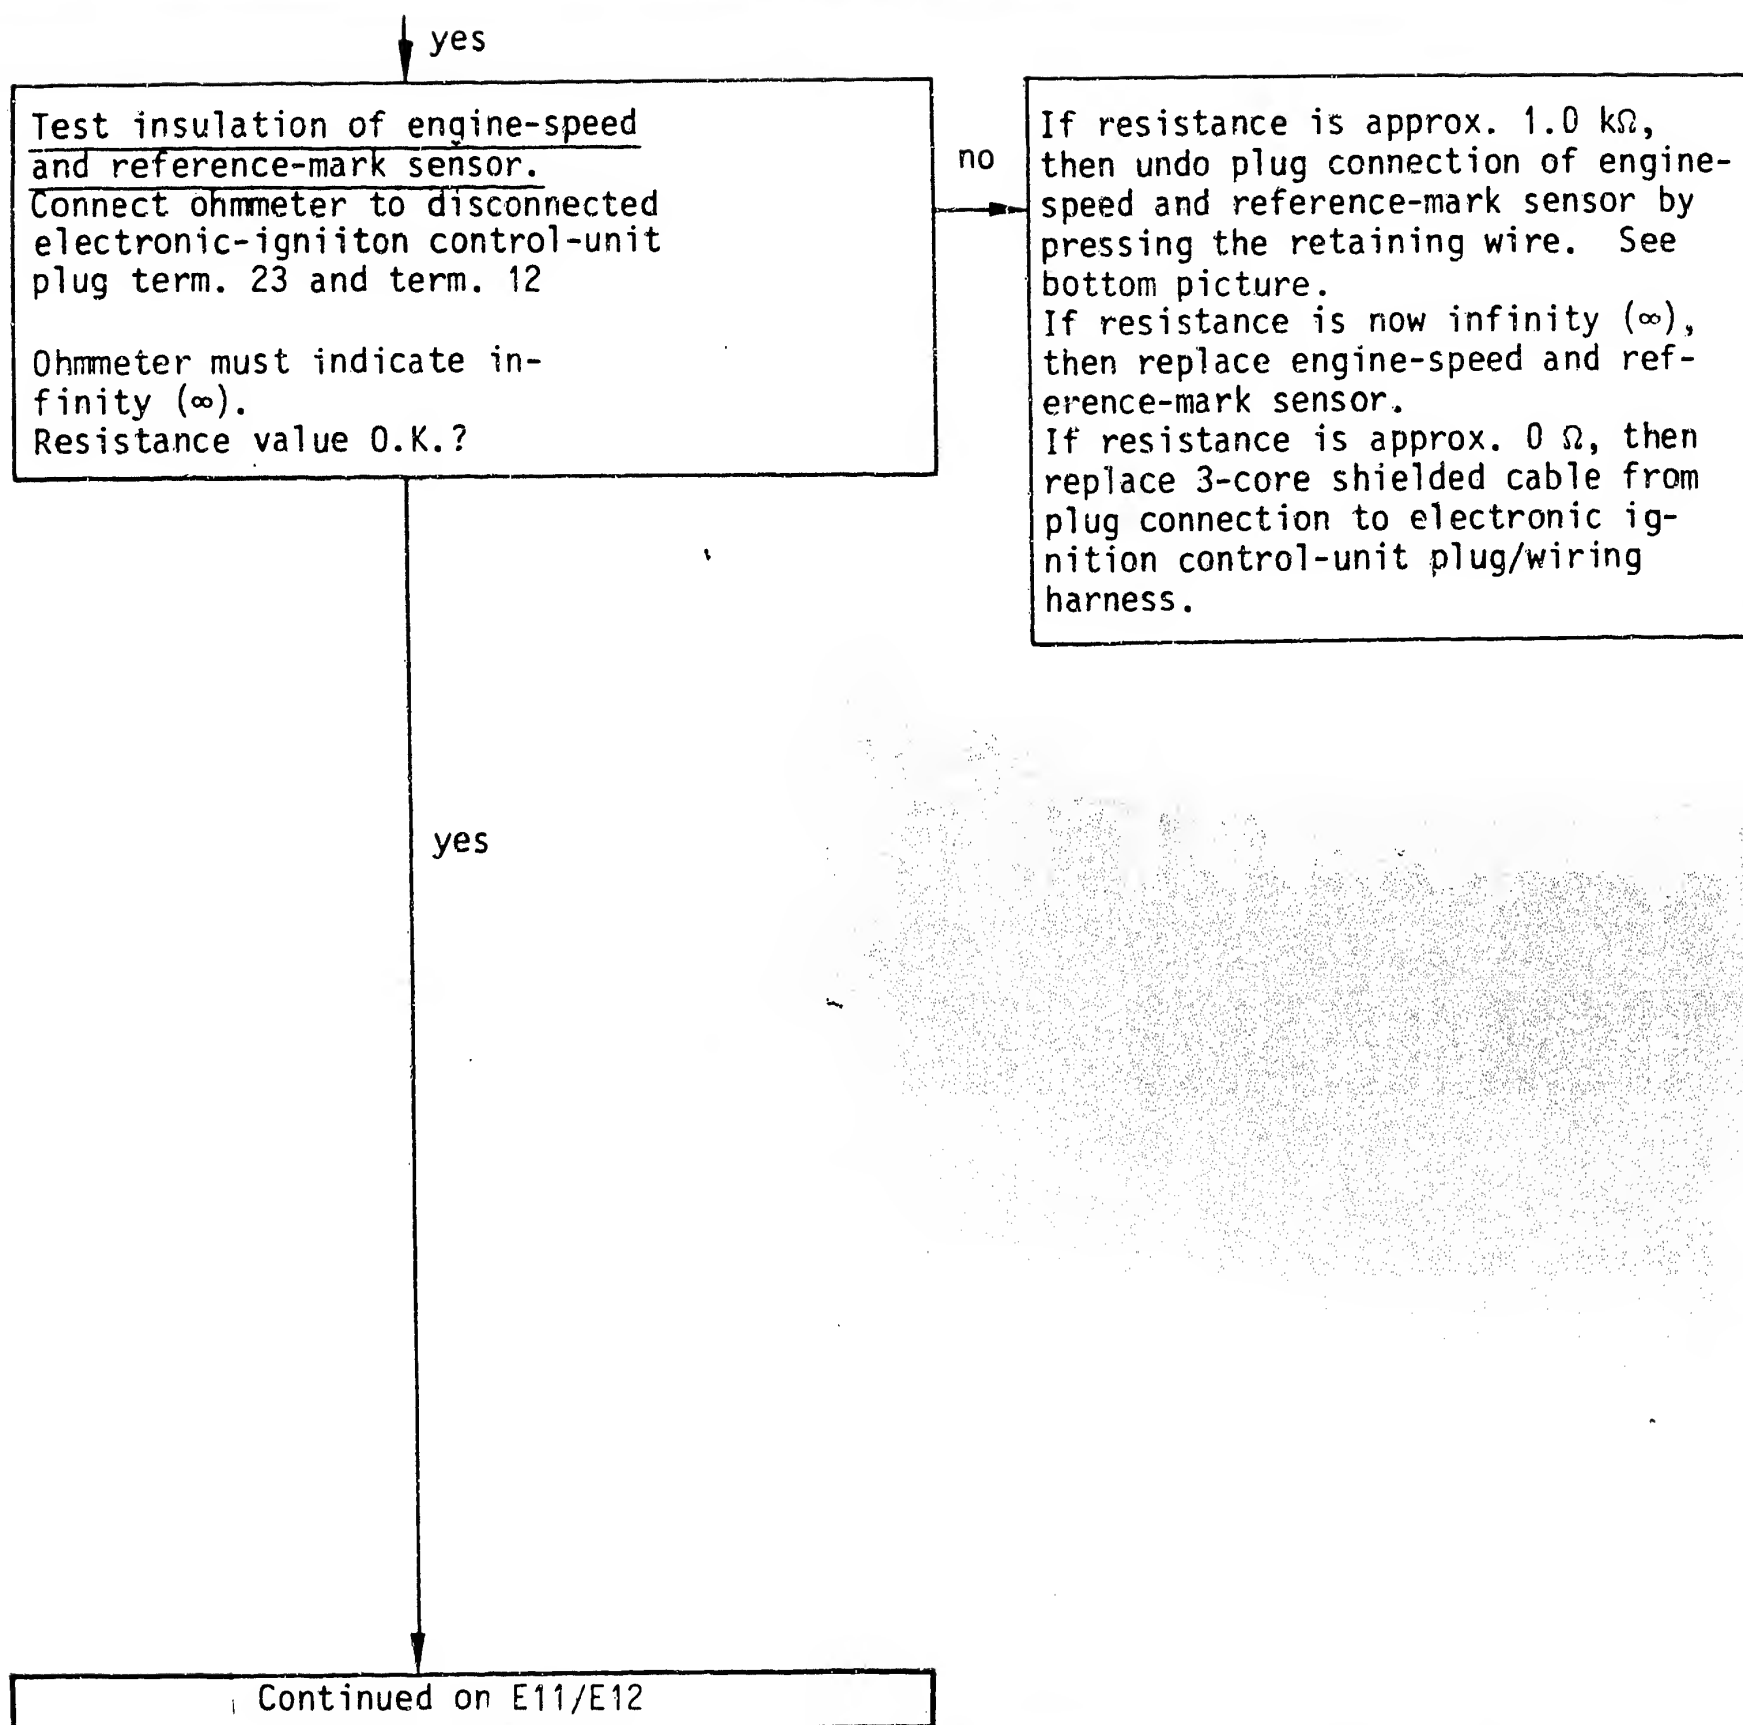 yes
Test insulation of engine-speed
and reference-mark sensor.
Connect ohmmeter to disconnected
electronic-igniiton control-unit
plug term. 23 and term. 12
Ohmmeter must indicate in-
finity (∞).
Resistance value O.K.?
no
If resistance is approx. 1.0 kΩ,
then undo plug connection of engine-
speed and reference-mark sensor by
pressing the retaining wire. See
bottom picture.
If resistance is now infinity (∞),
then replace engine-speed and ref-
erence-mark sensor.
If resistance is approx. 0 Ω, then
replace 3-core shielded cable from
plug connection to electronic ig-
nition control-unit plug/wiring
harness.
yes
Continued on E11/E12